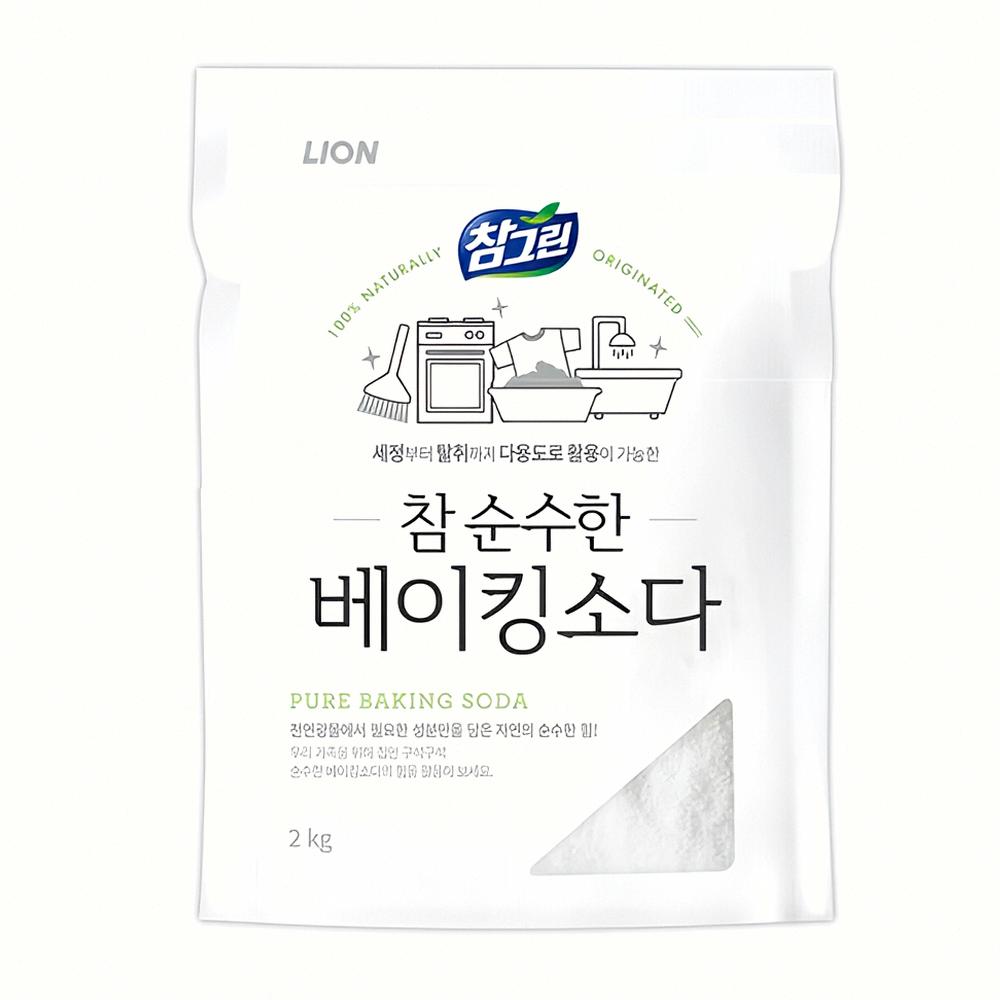 LION
참그린
100% NATURALLY ORIGINATED
세정부터 탈취까지 다용도로 활용이 가능한
참 순수한
베이킹소다
PURE BAKING SODA
천연광물에서 필요한 성분만을 담은 자연의 순수한 힘!
우리 가족을 위해 집안 구석구석
순수한 베이킹소다의
2 kg